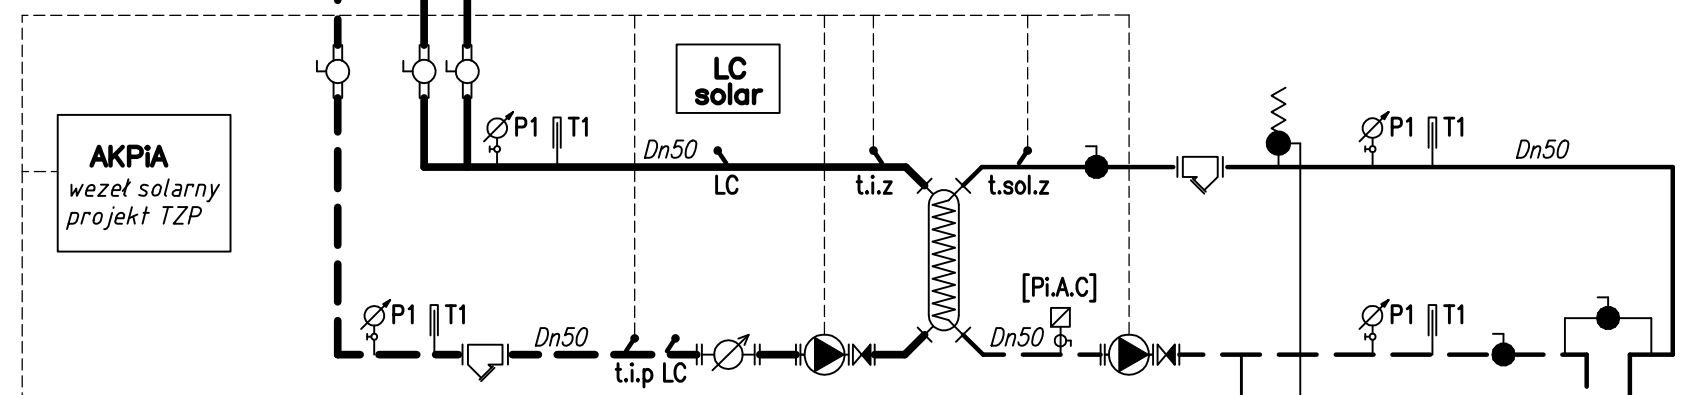 LC
solar
P1
T1
Dn50
P1
T1
Dn50
AKPiA
wezeł solarny
projekt TZP
LC
t.i.z
t.sol.z
[Pi.A.C]
P1
T1
Dn50
Dn50
P1
T1
t.i.p
LC